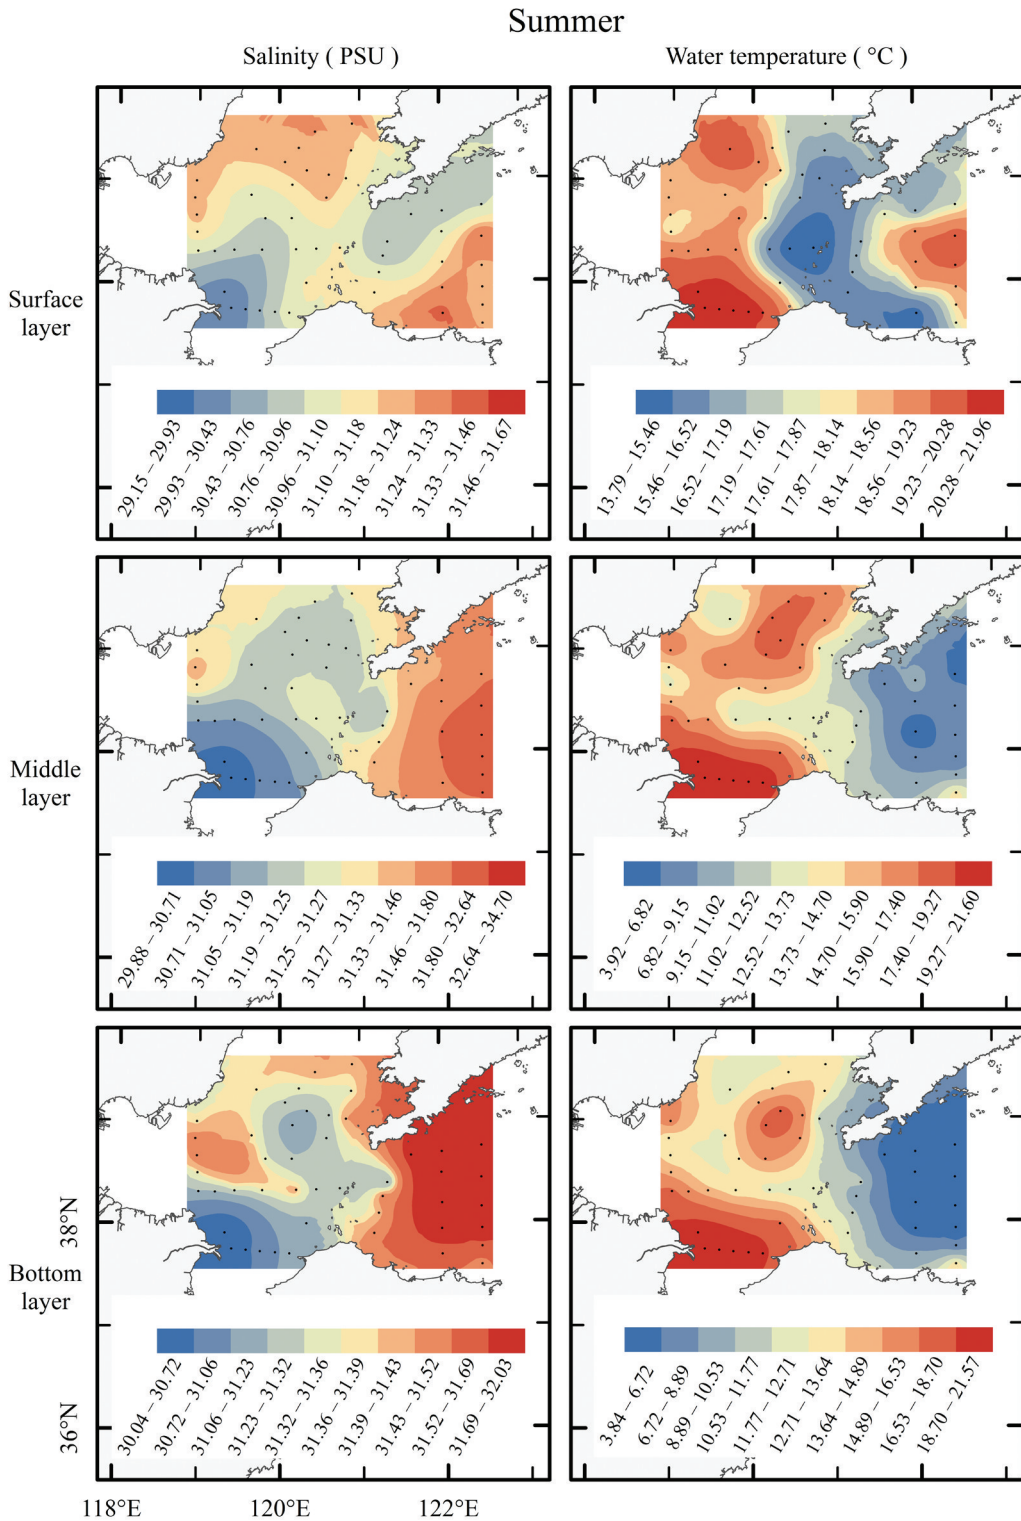 Summer
Salinity ( PSU )
Water temperature ( °C )
Surface
layer
29.15 – 29.93
29.93 – 30.43
30.43 – 30.76
30.76 – 30.96
30.96 – 31.10
31.10 – 31.18
31.18 – 31.24
31.24 – 31.33
31.33 – 31.46
31.46 – 31.67
13.79 – 15.46
15.46 – 16.52
16.52 – 17.19
17.19 – 17.61
17.61 – 17.87
17.87 – 18.14
18.14 – 18.56
18.56 – 19.23
19.23 – 20.28
20.28 – 21.96
Middle
layer
29.88 – 30.71
30.71 – 31.05
31.05 – 31.19
31.19 – 31.25
31.25 – 31.27
31.27 – 31.33
31.33 – 31.46
31.46 – 31.80
31.80 – 32.64
32.64 – 34.70
3.92 – 6.82
6.82 – 9.15
9.15 – 11.02
11.02 – 12.52
12.52 – 13.73
13.73 – 14.70
14.70 – 15.90
15.90 – 17.40
17.40 – 19.27
19.27 – 21.60
Bottom
layer
38°N
36°N
30.04 – 30.72
30.72 – 31.06
31.06 – 31.23
31.23 – 31.32
31.32 – 31.36
31.36 – 31.39
31.39 – 31.43
31.43 – 31.52
31.52 – 31.69
31.69 – 32.03
3.84 – 6.72
6.72 – 8.89
8.89 – 10.53
10.53 – 11.77
11.77 – 12.71
12.71 – 13.64
13.64 – 14.89
14.89 – 16.53
16.53 – 18.70
18.70 – 21.57
118°E
120°E
122°E